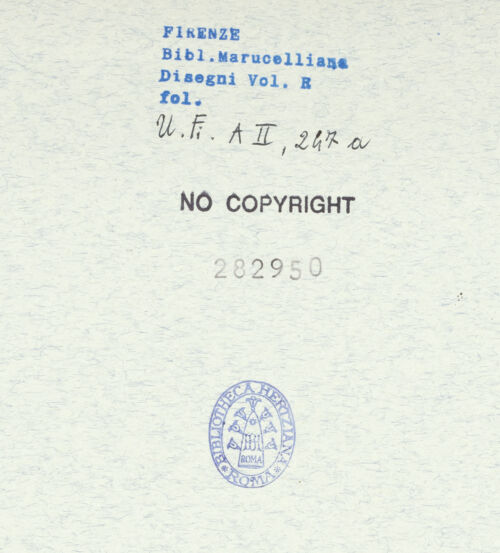 FIRENZE
Bibl.Marucelliana
Disegni Vol. R
fol.
U. Fi. A II, 247 a
NO COPYRIGHT
282950
BIBLIOTHECA HERTZIANA
ROMA
ROMA